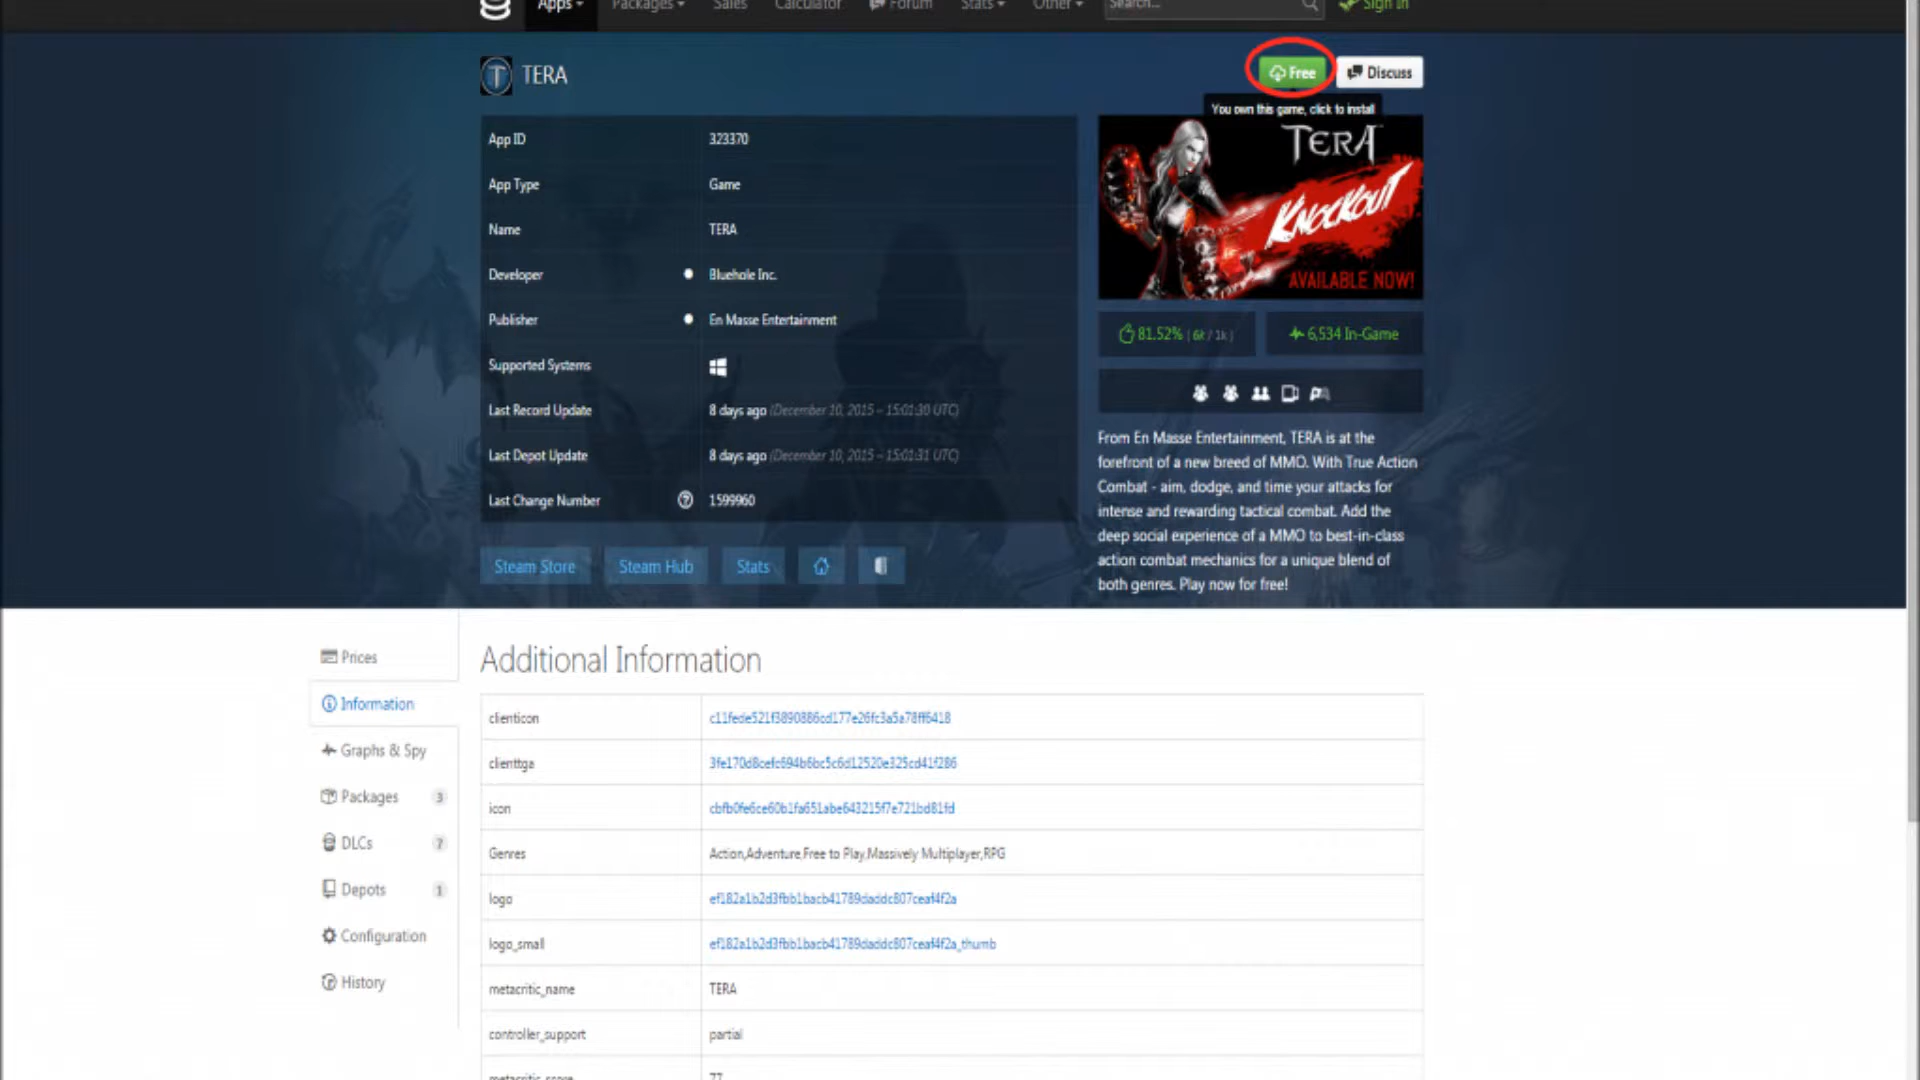 Apps Packages Sales Calculator Forum Stats Other Search... Sign In
TERA
Free Discuss
You own this game, click to install
App ID 323370
App Type Game
Name TERA
Developer Bluehole Inc.
Publisher En Masse Entertainment
Supported Systems
Last Record Update 8 days ago (December 10, 2015 – 15:01:30 UTC)
Last Depot Update 8 days ago (December 10, 2015 – 15:01:31 UTC)
Last Change Number 1599960
Steam Store Steam Hub Stats
TERA
KNOCKOUT
AVAILABLE NOW!
81.52% (6k / 1k) 6,534 In-Game
From En Masse Entertainment, TERA is at the
forefront of a new breed of MMO. With True Action
Combat - aim, dodge, and time your attacks for
intense and rewarding tactical combat. Add the
deep social experience of a MMO to best-in-class
action combat mechanics for a unique blend of
both genres. Play now for free!
Prices
Information
Graphs & Spy
Packages 3
DLCs 7
Depots 1
Configuration
History
Additional Information
clienticon
clienttga
icon
Genres Action,Adventure,Free to Play,Massively Multiplayer,RPG
logo
logo_small
metacritic_name TERA
controller_support partial
metacritic_score 77